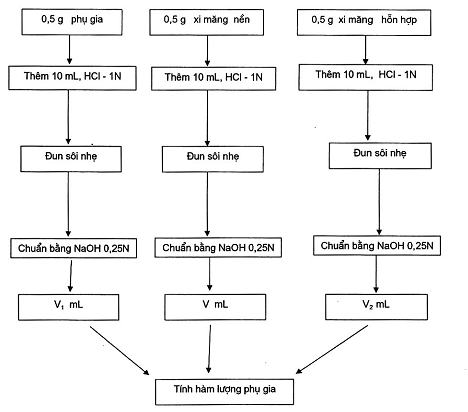 0,5 g phụ gia
0,5 g xi măng nền
0,5 g xi măng hỗn hợp
Thêm 10 mL, HCl - 1N
Thêm 10 mL, HCl - 1N
Thêm 10 mL, HCl - 1N
Đun sôi nhẹ
Đun sôi nhẹ
Đun sôi nhẹ
Chuẩn bằng NaOH 0,25N
Chuẩn bằng NaOH 0,25N
Chuẩn bằng NaOH 0,25N
V₁ mL
V mL
V₂ mL
Tính hàm lượng phụ gia